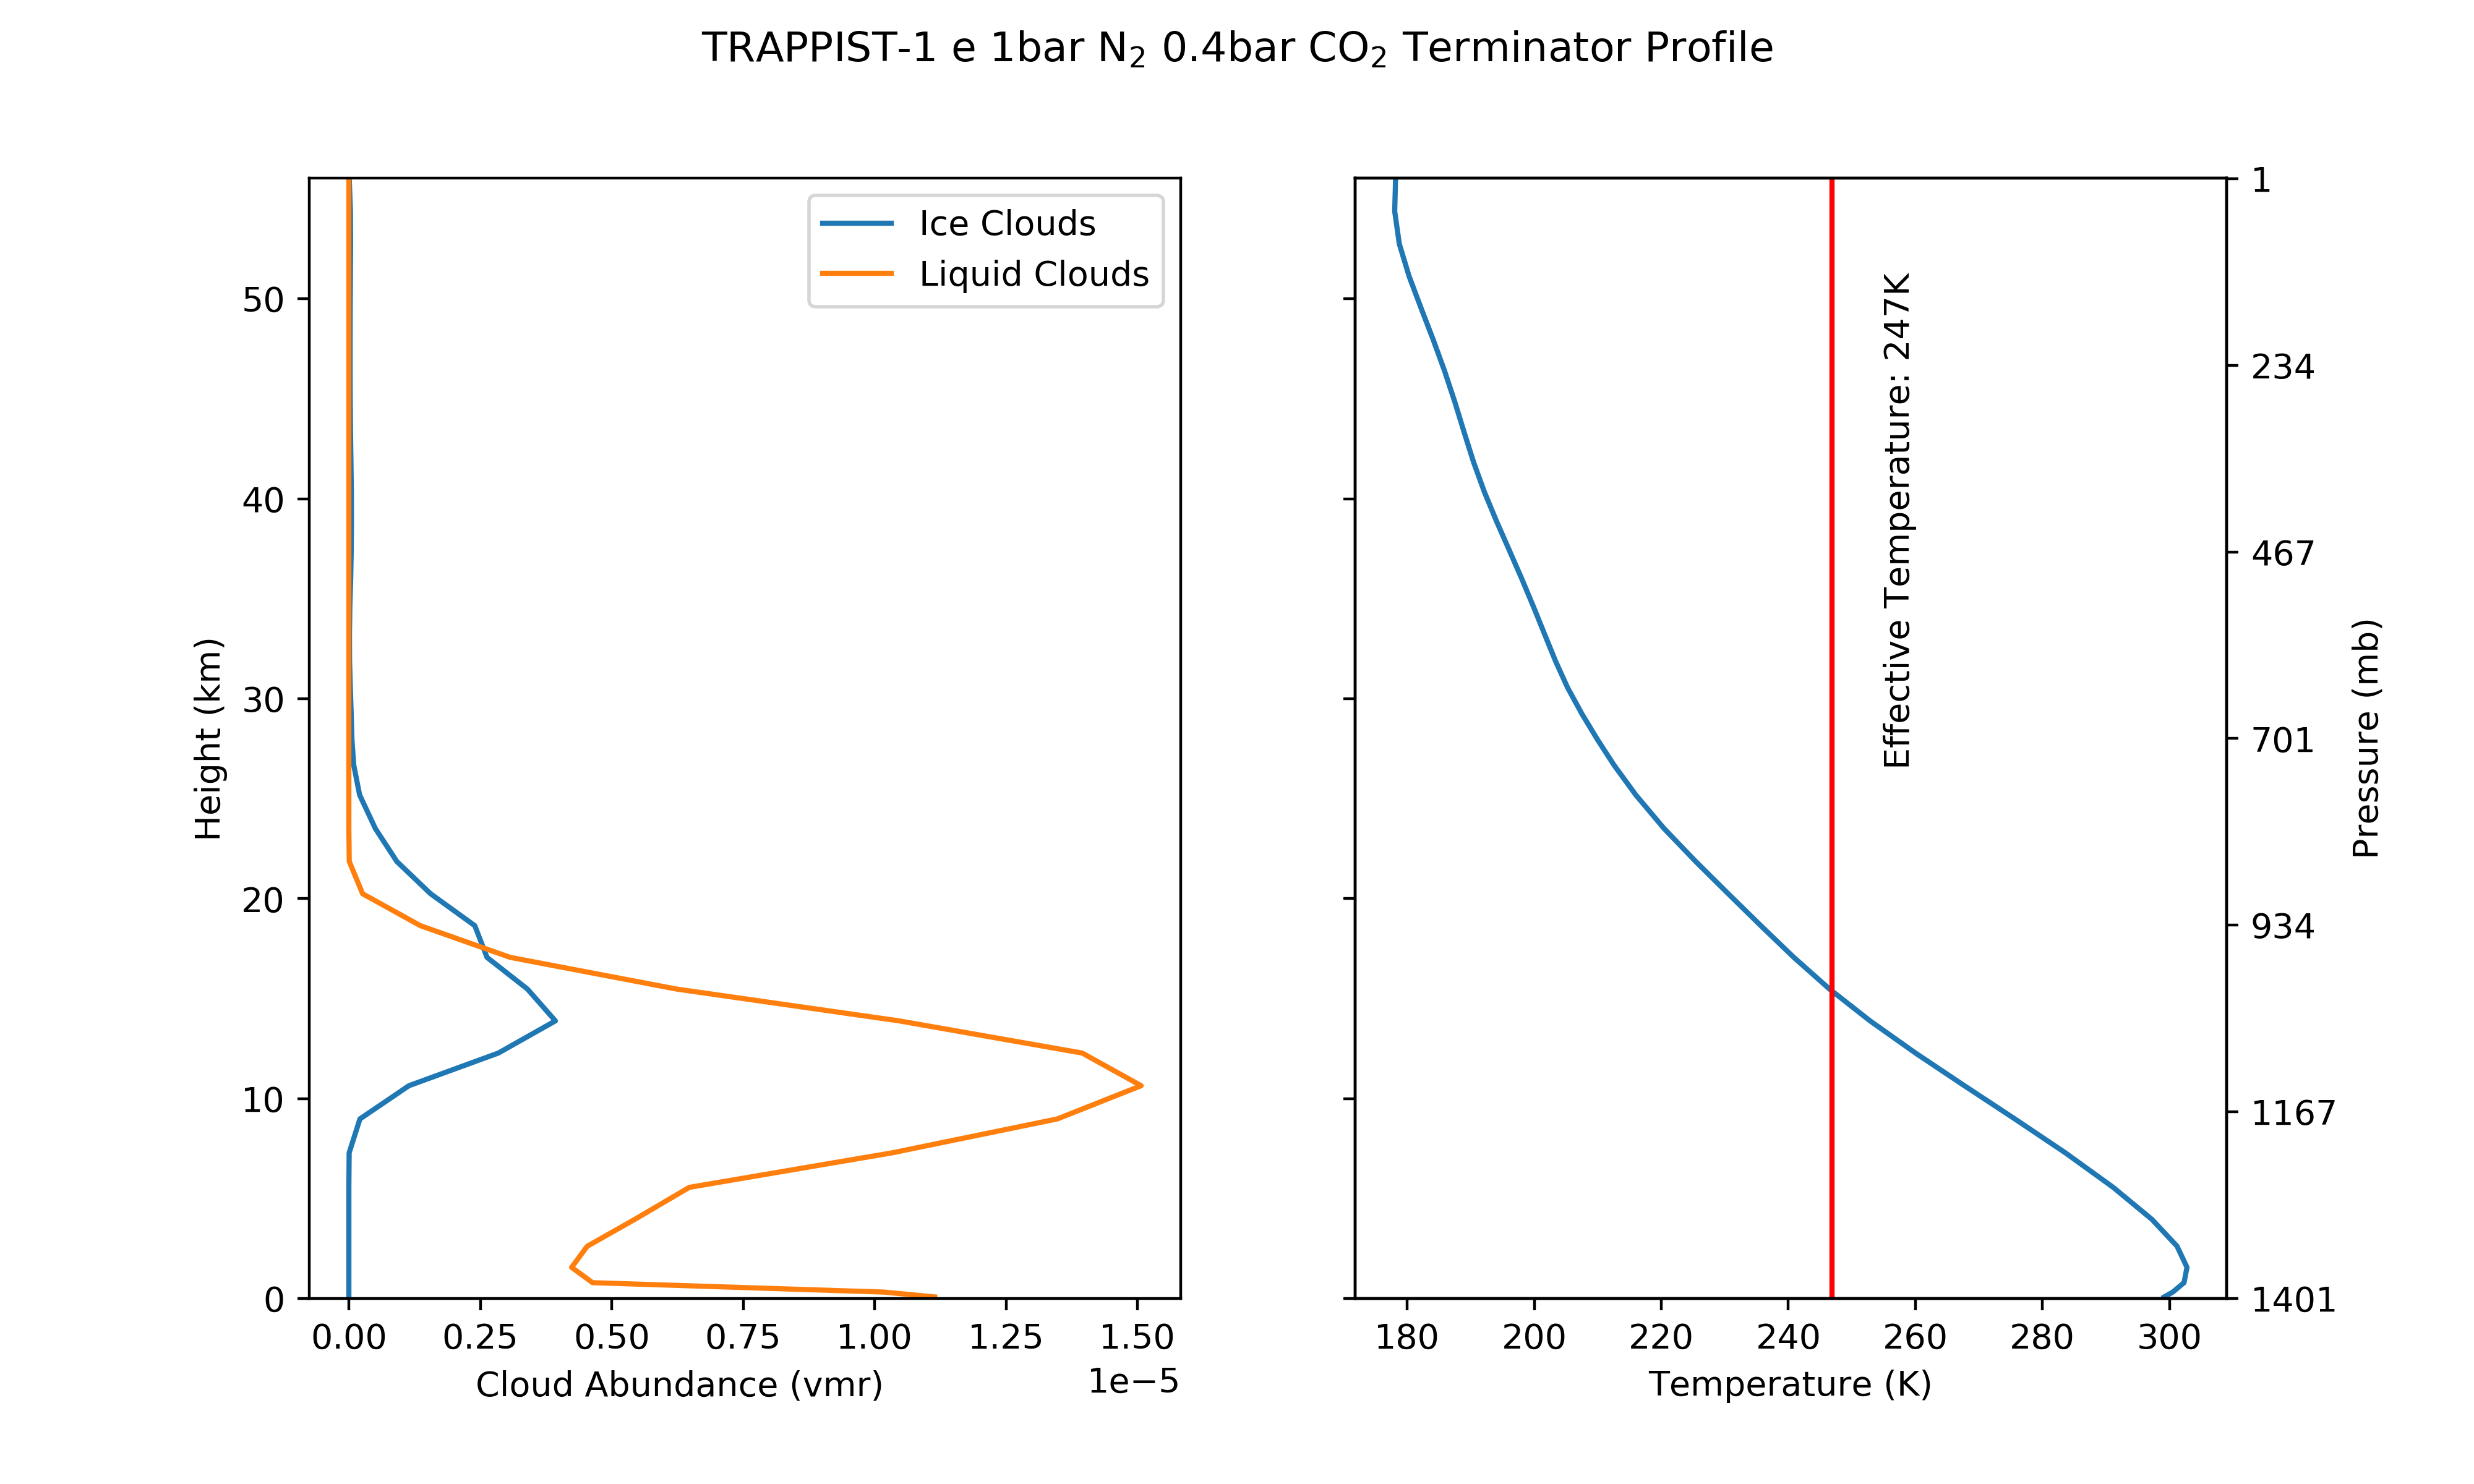 TRAPPIST-1 e 1bar N₂ 0.4bar CO₂ Terminator Profile
Ice Clouds
Liquid Clouds
50
40
30
20
10
0
Height (km)
0.00 0.25 0.50 0.75 1.00 1.25 1.50
Cloud Abundance (vmr)
1e−5
Effective Temperature: 247K
180 200 220 240 260 280 300
Temperature (K)
1
234
467
701
934
1167
1401
Pressure (mb)